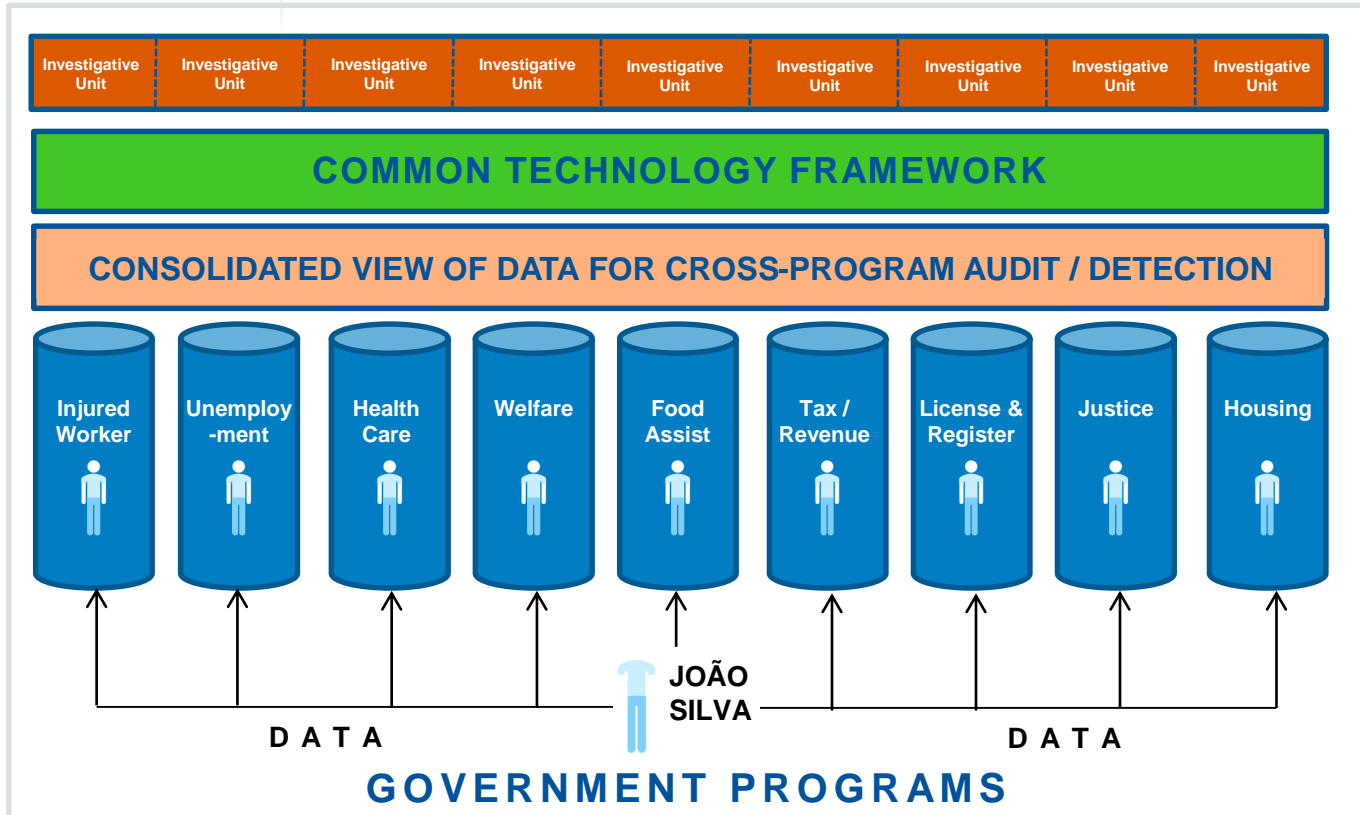 Investigative
Unit
Investigative
Unit
Investigative
Unit
Investigative
Unit
Investigative
Unit
Investigative
Unit
Investigative
Unit
Investigative
Unit
Investigative
Unit
COMMON TECHNOLOGY FRAMEWORK
CONSOLIDATED VIEW OF DATA FOR CROSS-PROGRAM AUDIT / DETECTION
Injured
Worker
Unemploy
-ment
Health
Care
Welfare
Food
Assist
Tax /
Revenue
License &
Register
Justice
Housing
JOÃO
SILVA
DATA
DATA
GOVERNMENT PROGRAMS